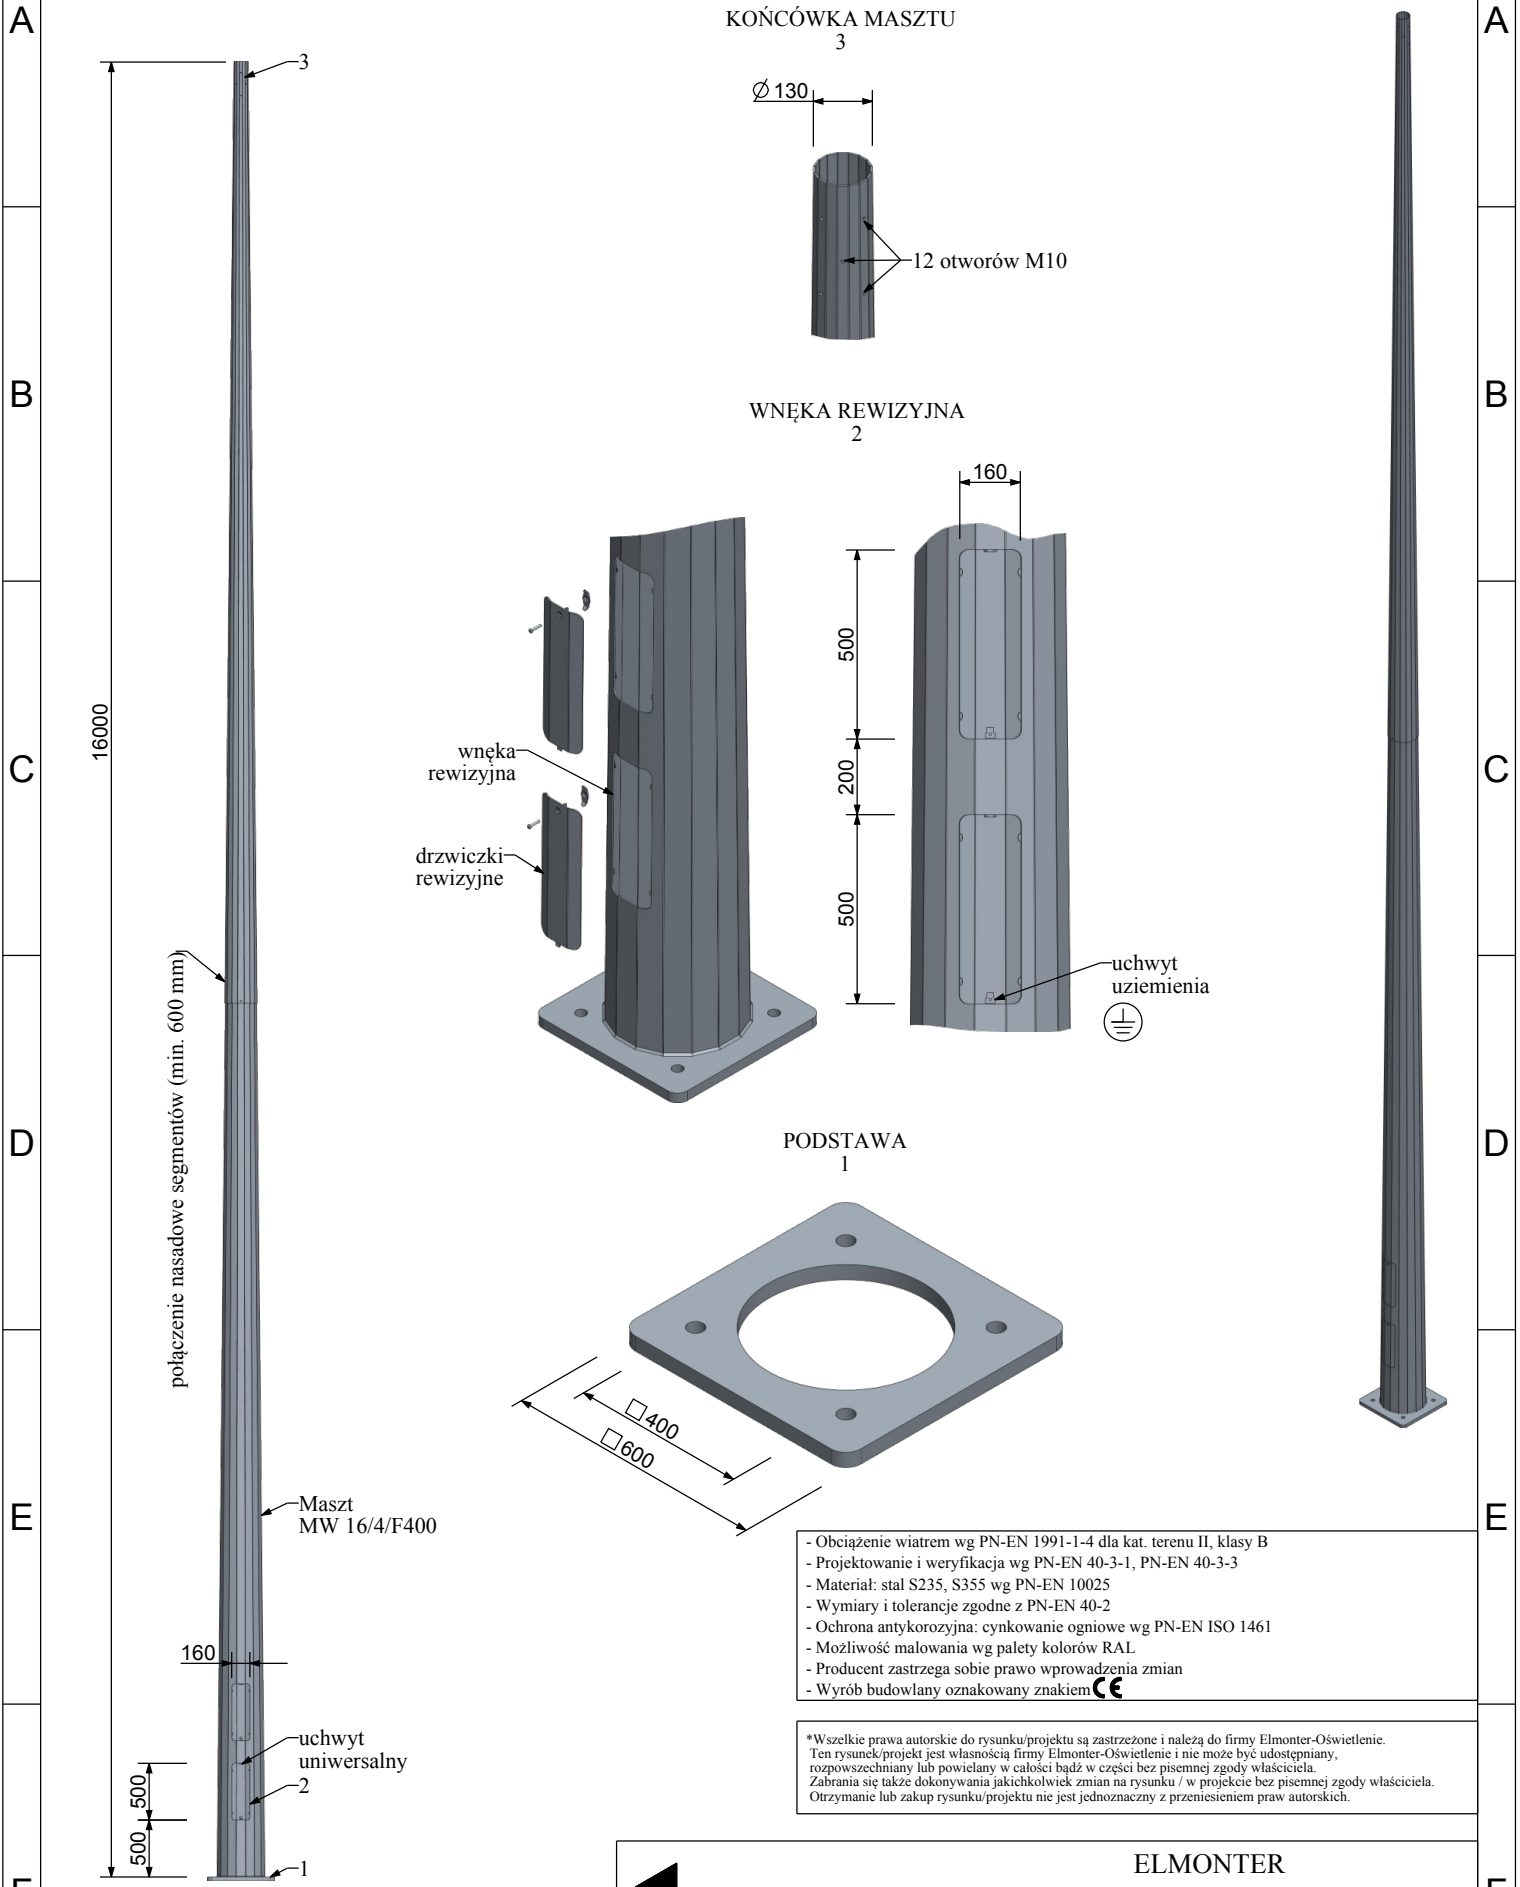 A
A
B
B
C
C
D
D
E
E
KOŃCÓWKA MASZTU
3
∅ 130
12 otworów M10
3
16000
połączenie nasadowe segmentów (min. 600 mm)
Maszt
MW 16/4/F400
160
uchwyt
uniwersalny
2
500
500
1
WNĘKA REWIZYJNA
2
160
500
200
500
wnęka
rewizyjna
drzwiczki
rewizyjne
uchwyt
uziemienia
PODSTAWA
1
□400
□600
- Obciążenie wiatrem wg PN-EN 1991-1-4 dla kat. terenu II, klasy B
- Projektowanie i weryfikacja wg PN-EN 40-3-1, PN-EN 40-3-3
- Materiał: stal S235, S355 wg PN-EN 10025
- Wymiary i tolerancje zgodne z PN-EN 40-2
- Ochrona antykorozyjna: cynkowanie ogniowe wg PN-EN ISO 1461
- Możliwość malowania wg palety kolorów RAL
- Producent zastrzega sobie prawo wprowadzenia zmian
- Wyrób budowlany oznakowany znakiem CE
*Wszelkie prawa autorskie do rysunku/projektu są zastrzeżone i należą do firmy Elmonter-Oświetlenie.
Ten rysunek/projekt jest własnością firmy Elmonter-Oświetlenie i nie może być udostępniany,
rozpowszechniany lub powielany w całości bądź w części bez pisemnej zgody właściciela.
Zabrania się także dokonywania jakichkolwiek zmian na rysunku / w projekcie bez pisemnej zgody właściciela.
Otrzymanie lub zakup rysunku/projektu nie jest jednoznaczny z przeniesieniem praw autorskich.
ELMONTER